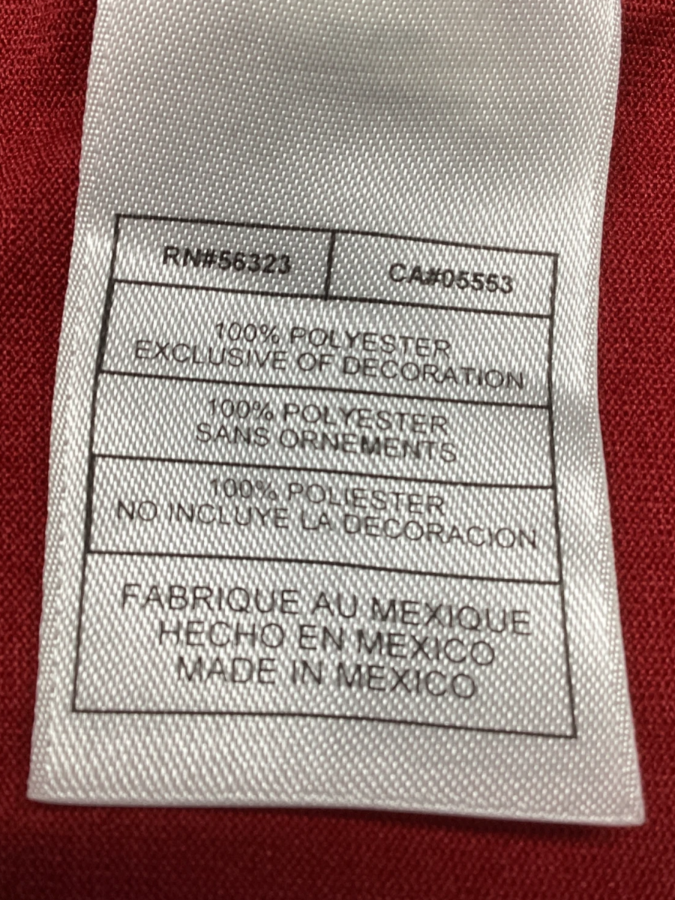 RN#56323 CA#05553
100% POLYESTER
EXCLUSIVE OF DECORATION
100% POLYESTER
SANS ORNEMENTS
100% POLIESTER
NO INCLUYE LA DECORACION
FABRIQUE AU MEXIQUE
HECHO EN MEXICO
MADE IN MEXICO